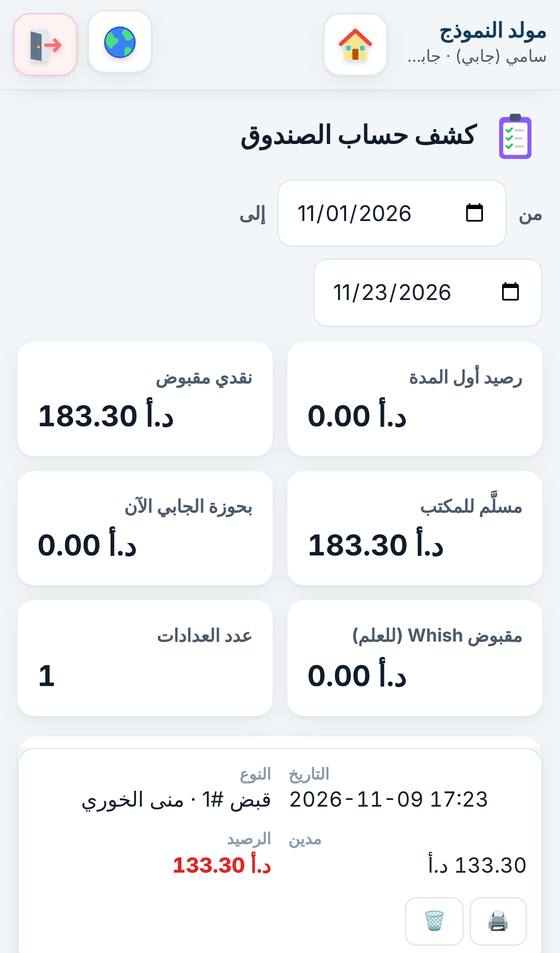 مولد النموذج
سامي (جابي) · جاب...
كشف حساب الصندوق
من 11/01/2026 إلى
11/23/2026
رصيد أول المدة
0.00 د.أ
نقدي مقبوض
183.30 د.أ
مسلَّم للمكتب
183.30 د.أ
بحوزة الجابي الآن
0.00 د.أ
مقبوض Whish (للعلم)
0.00 د.أ
عدد العدادات
1
التاريخ
2026-11-09 17:23
النوع
قبض #1 · منى الخوري
مدين
133.30 د.أ
الرصيد
133.30 د.أ